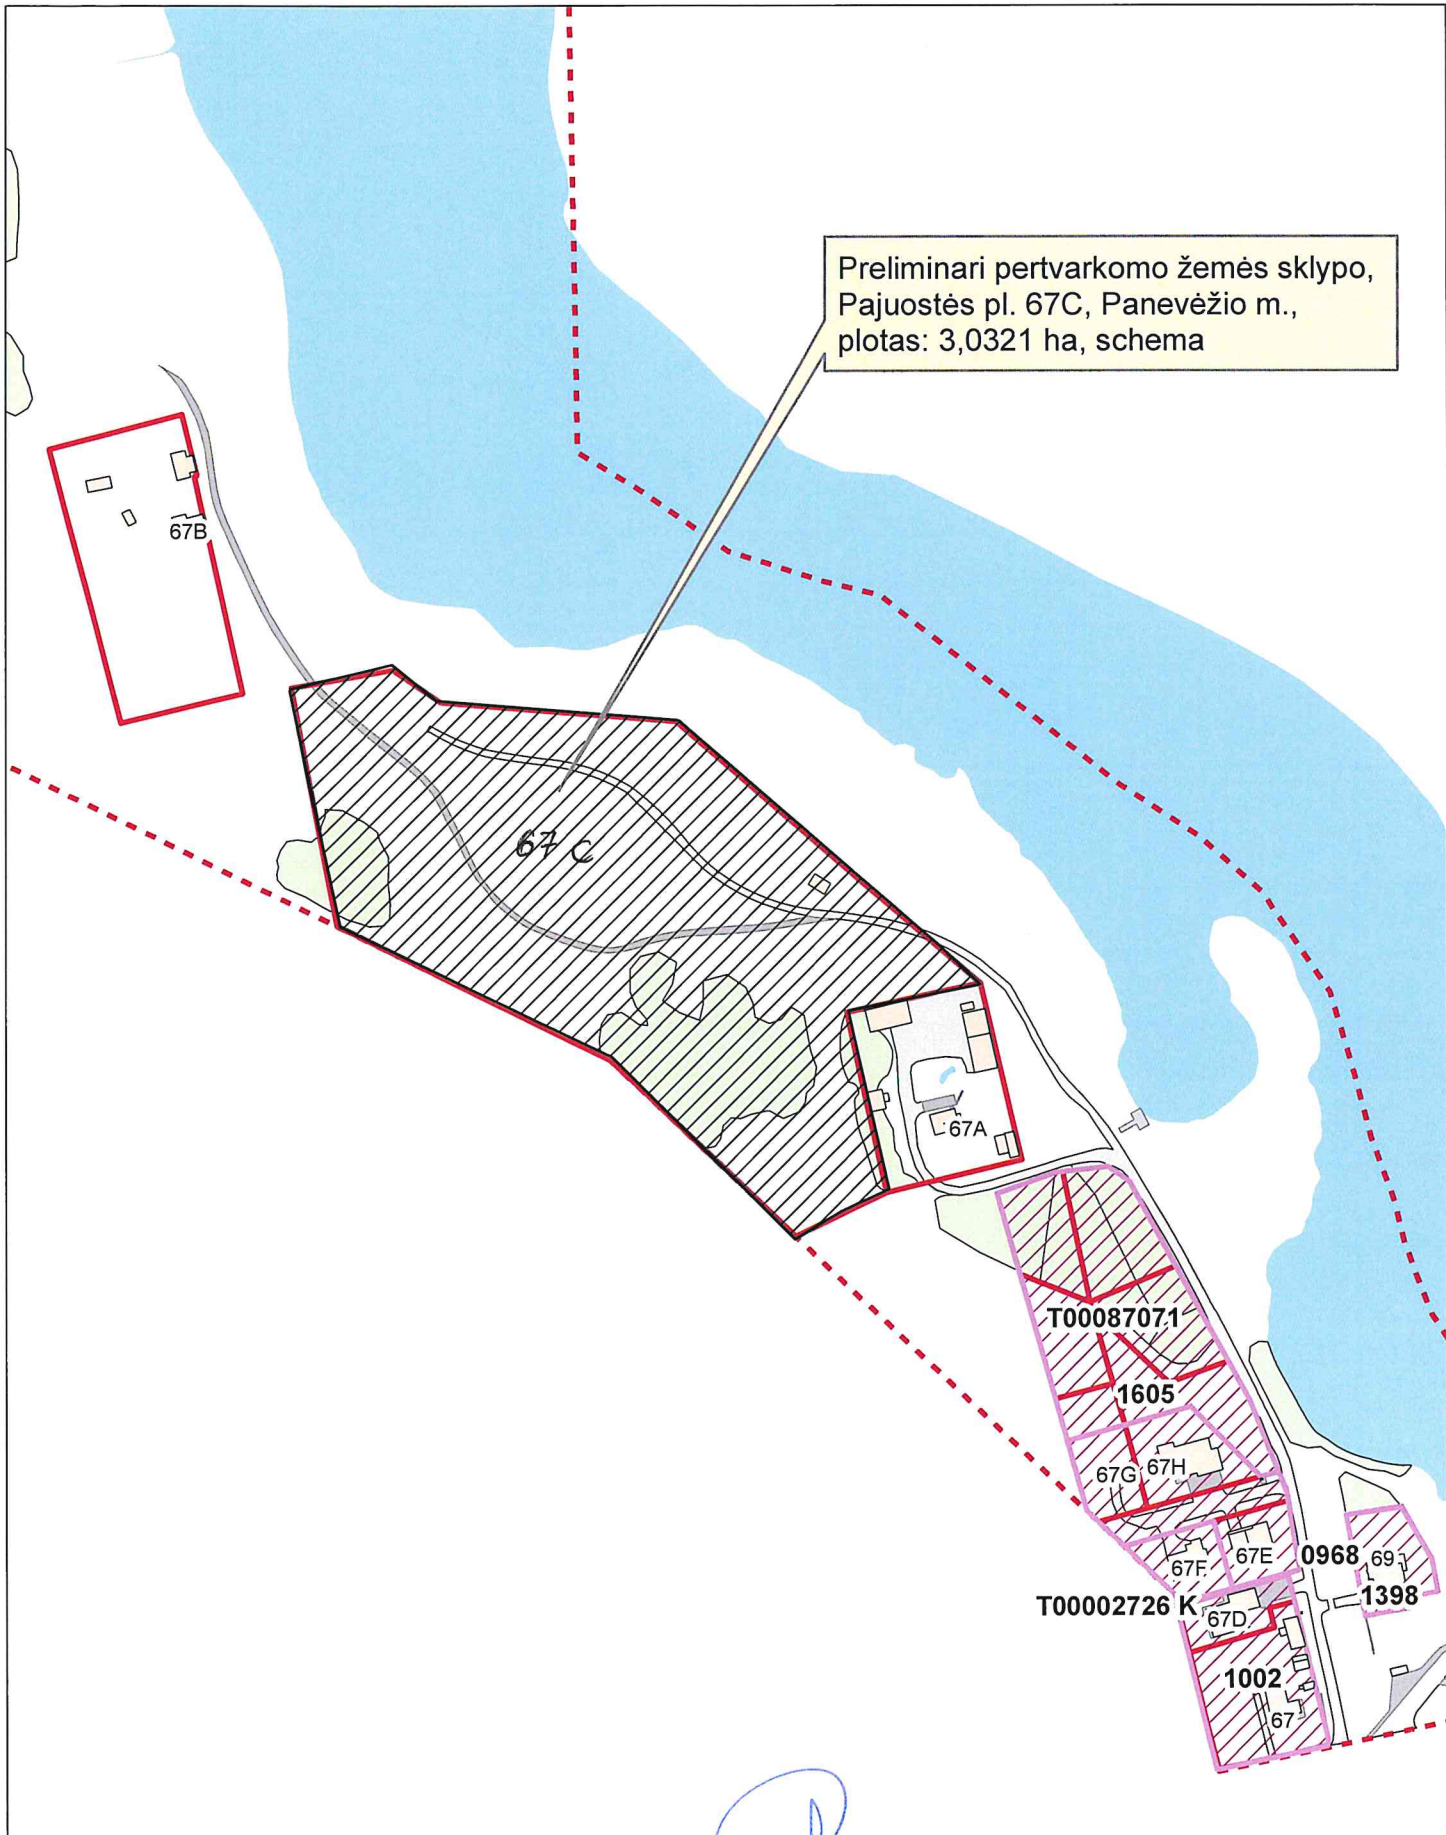 Preliminari pertvarkomo žemės sklypo,
Pajuostės pl. 67C, Panevėžio m.,
plotas: 3,0321 ha, schema
67B
67 C
67A
T00087071
1605
67G
67H
67F
67E
0968
69
1398
T00002726 K
67D
1002
67